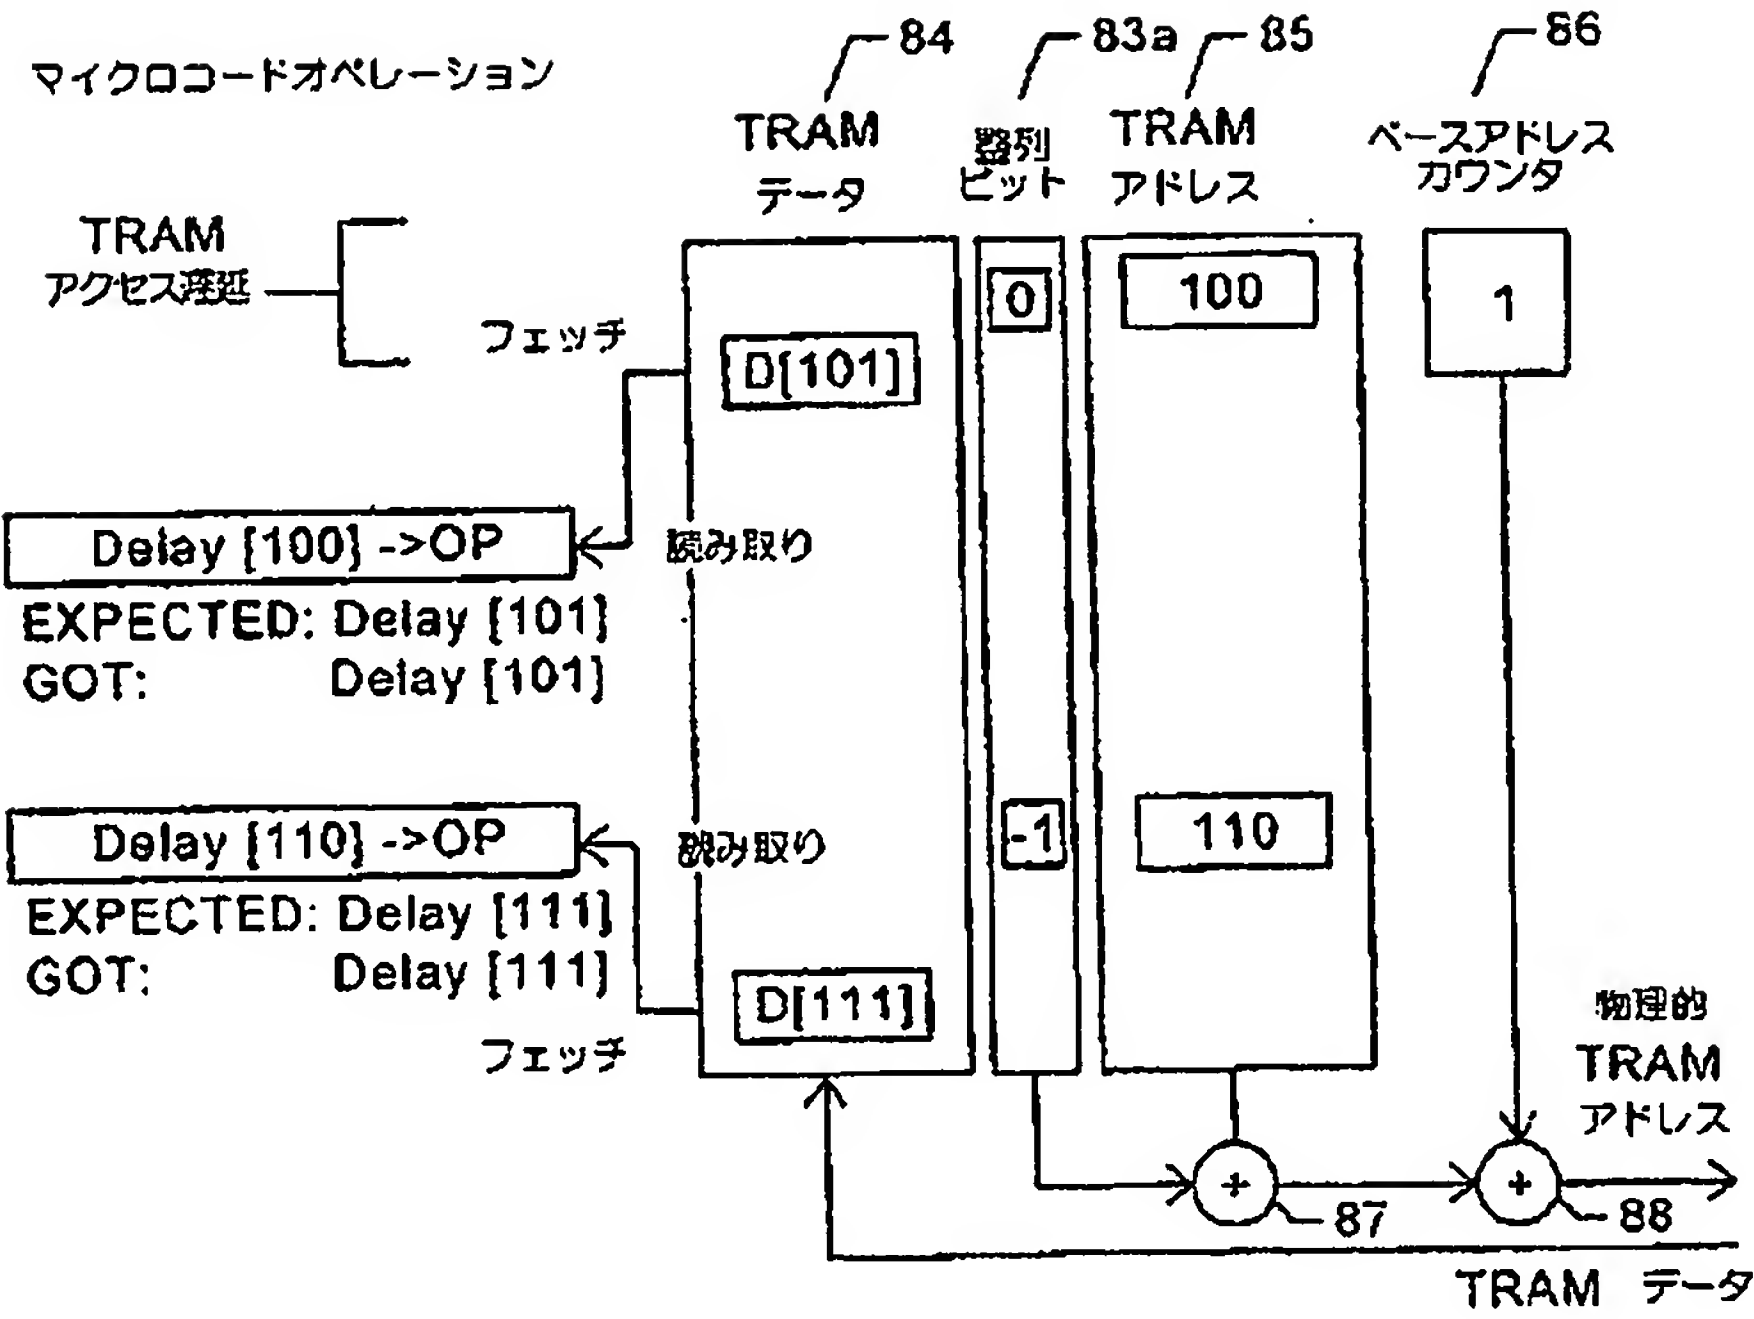 マイクロコードオペレーション
84
83a
85
86
TRAM
データ
整列
ビット
TRAM
アドレス
ベースアドレス
カウンタ
TRAM
アクセス遅延
フェッチ
0
100
1
D[101]
Delay [100] ->OP
読み取り
EXPECTED: Delay [101]
GOT: Delay [101]
-1
110
Delay [110] ->OP
読み取り
EXPECTED: Delay [111]
GOT: Delay [111]
D[111]
フェッチ
物理的
TRAM
アドレス
+
+
87
88
TRAM データ